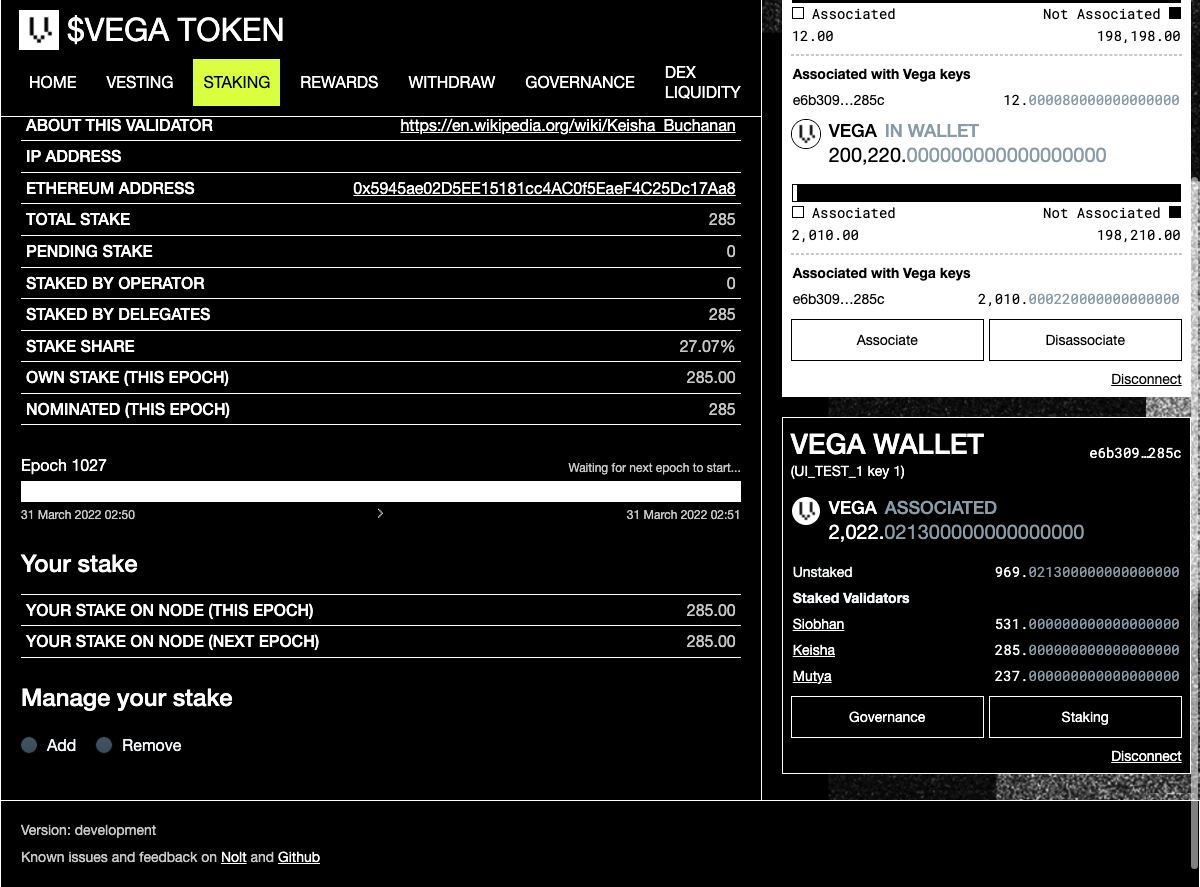 $VEGA TOKEN
HOME VESTING STAKING REWARDS WITHDRAW GOVERNANCE DEX LIQUIDITY
ABOUT THIS VALIDATOR https://en.wikipedia.org/wiki/Keisha_Buchanan
IP ADDRESS
ETHEREUM ADDRESS 0x5945ae02D5EE15181cc4AC0f5EaeF4C25Dc17Aa8
TOTAL STAKE 285
PENDING STAKE 0
STAKED BY OPERATOR 0
STAKED BY DELEGATES 285
STAKE SHARE 27.07%
OWN STAKE (THIS EPOCH) 285.00
NOMINATED (THIS EPOCH) 285
Epoch 1027 Waiting for next epoch to start...
31 March 2022 02:50 > 31 March 2022 02:51
Your stake
YOUR STAKE ON NODE (THIS EPOCH) 285.00
YOUR STAKE ON NODE (NEXT EPOCH) 285.00
Manage your stake
Add Remove
Associated Not Associated
12.00 198,198.00
Associated with Vega keys
e6b309…285c 12.000080000000000000
VEGA IN WALLET
200,220.000000000000000000
Associated Not Associated
2,010.00 198,210.00
Associated with Vega keys
e6b309…285c 2,010.000220000000000000
Associate Disassociate
Disconnect
VEGA WALLET e6b309…285c
(UI_TEST_1 key 1)
VEGA ASSOCIATED
2,022.021300000000000000
Unstaked 969.021300000000000000
Staked Validators
Siobhan 531.000000000000000000
Keisha 285.000000000000000000
Mutya 237.000000000000000000
Governance Staking
Disconnect
Version: development
Known issues and feedback on Nolt and Github